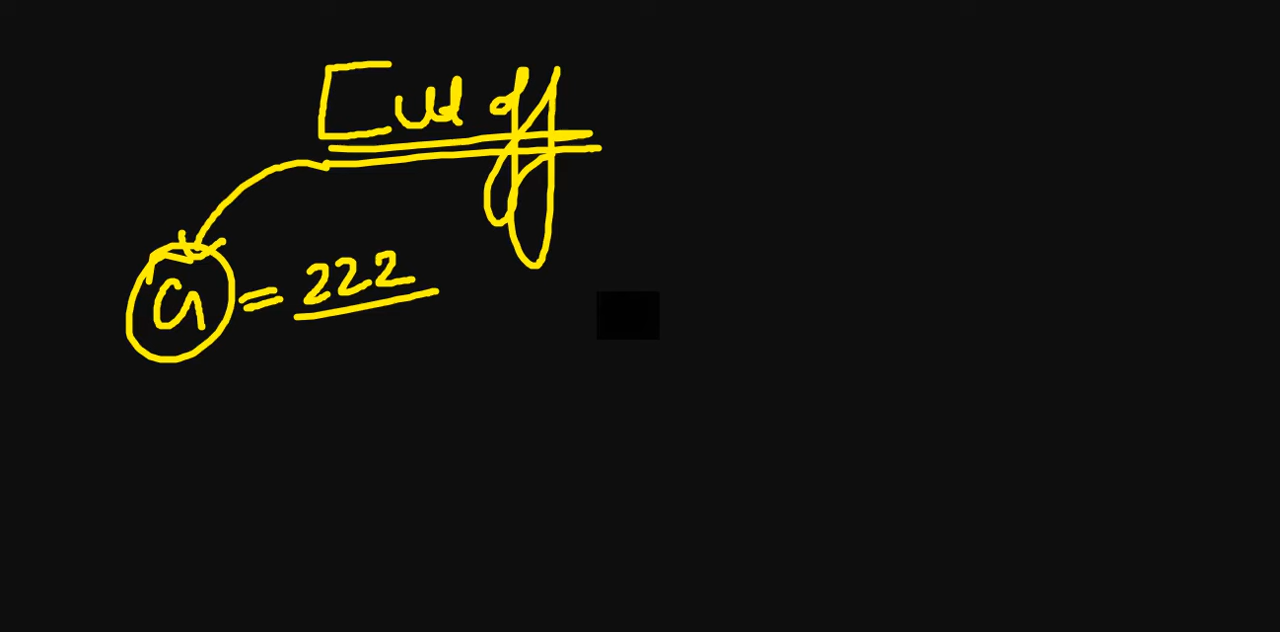 Cut off
a = 222